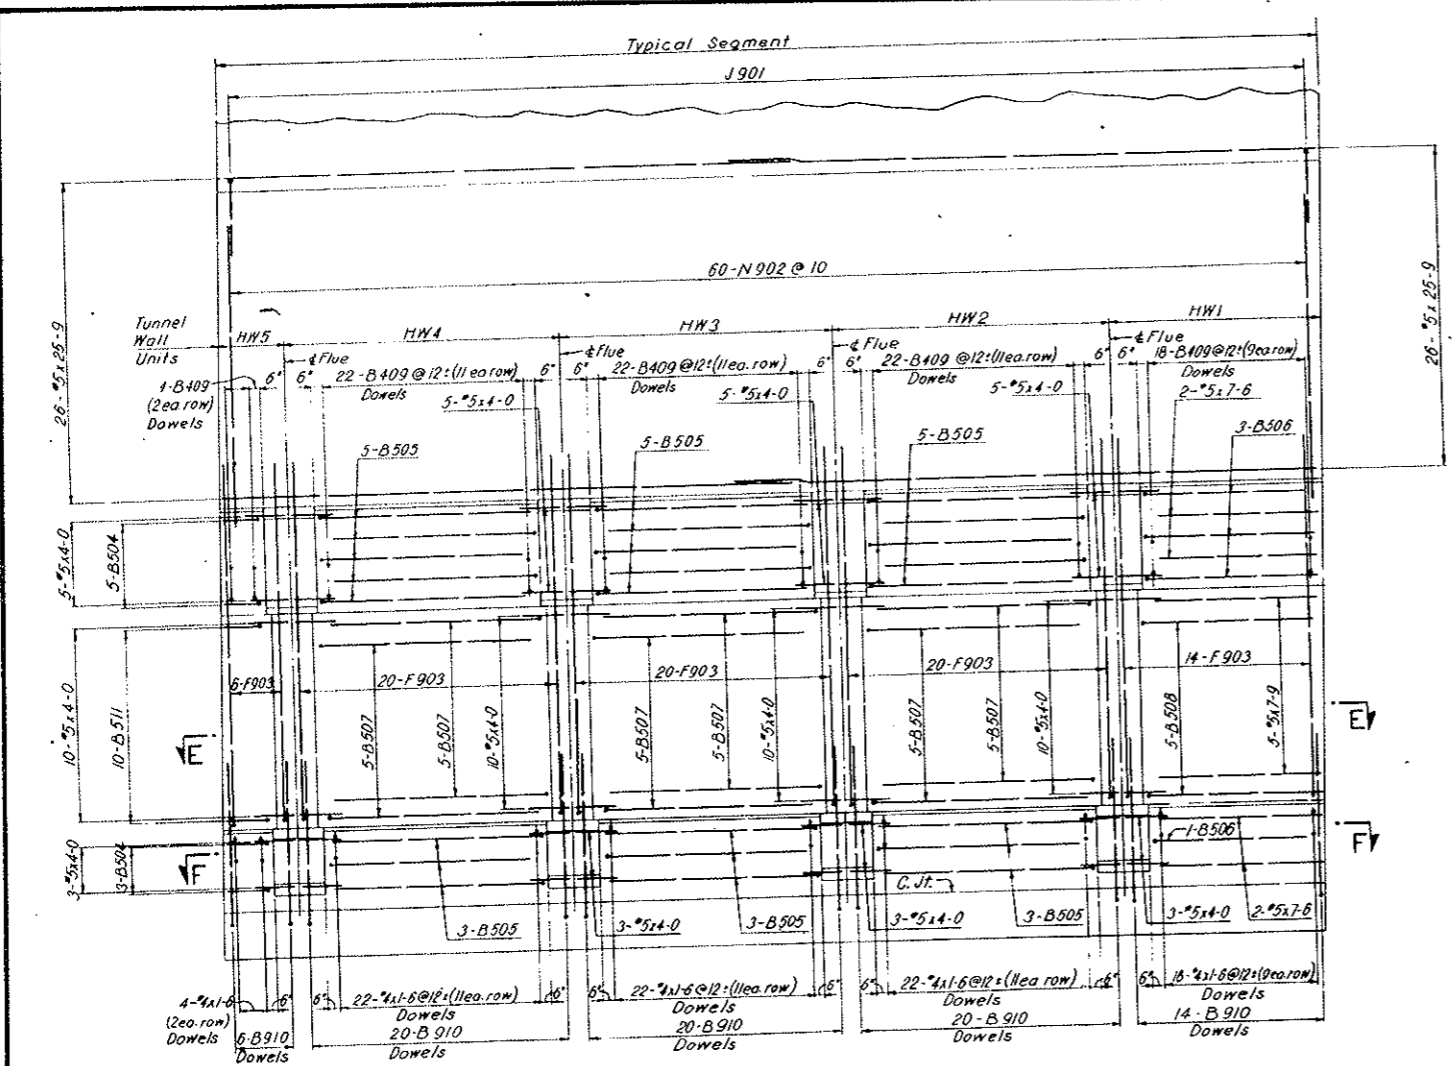 Typical Segment
J901
60-N902@10
26-#5x25-9
26-#5x25-9
Tunnel
Wall
Units
HW5
HW4
HW3
HW2
HW1
℄ Flue
℄ Flue
℄ Flue
℄ Flue
4-B409
(2ea.row)
Dowels
6"
6"
22-B409@12±(11ea.row)
Dowels
6"
6"
22-B409@12±(11ea.row)
Dowels
6"
6"
22-B409@12±(11ea.row)
Dowels
6"
6"
18-B409@12±(9ea.row)
Dowels
5-#5x4-0
5-#5x4-0
5-#5x4-0
2-#5x7-6
5-B505
5-B505
5-B505
3-B506
5-#5x4-0
5-B504
6-F903
20-F903
20-F903
20-F903
14-F903
10-#5x4-0
10-B511
5-B507
5-B507
10-#5x4-0
5-B507
5-B507
10-#5x4-0
5-B507
5-B507
10-#5x4-0
5-B508
5-#5x7-9
E
E
F
F
3-#5x4-0
3-B504
1-B506
C. Jt.
3-B505
3-#5x4-0
3-B505
3-#5x4-0
3-B505
3-#5x4-0
2-#5x7-6
4-#4x1-6
(2ea.row)
Dowels
6"
6"
22-#4x1-6@12±(11ea.row)
Dowels
6"
6"
22-#4x1-6@12±(11ea.row)
Dowels
6"
6"
22-#4x1-6@12±(11ea.row)
Dowels
6"
6"
18-#4x1-6@12±(9ea.row)
Dowels
6-B910
Dowels
20-B910
Dowels
20-B910
Dowels
20-B910
Dowels
14-B910
Dowels